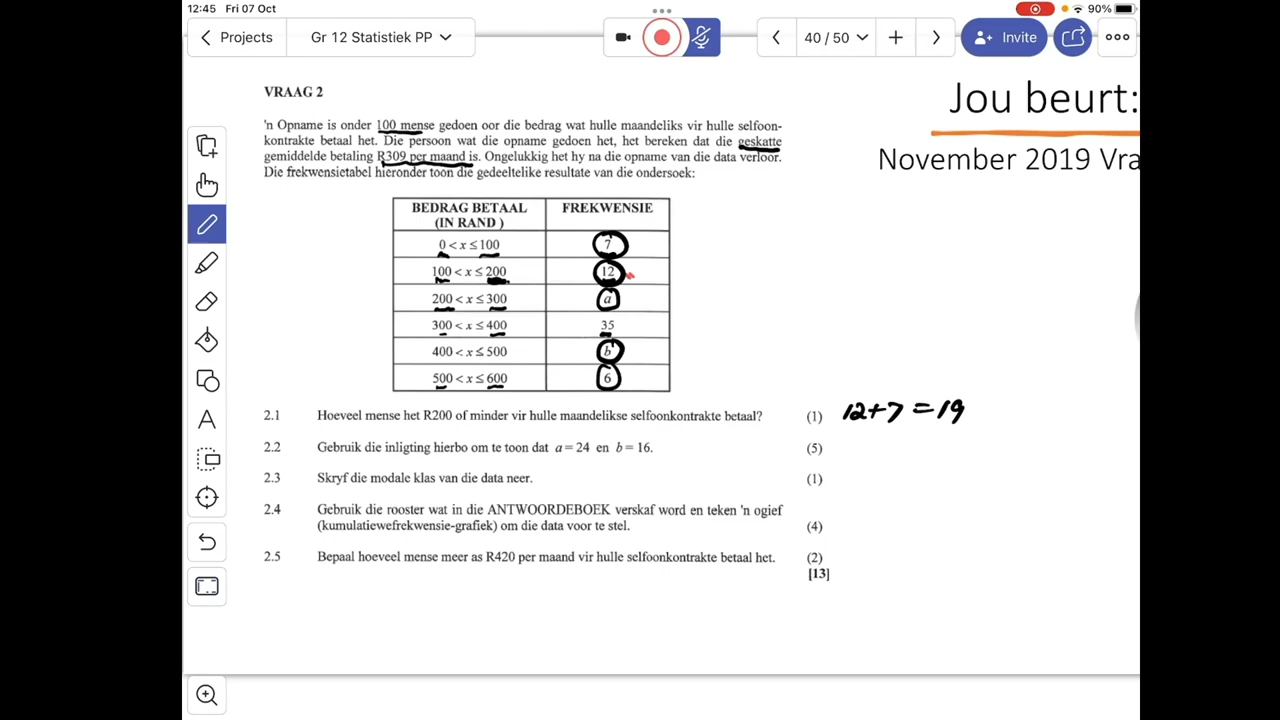 12:45 Fri 07 Oct
90%
Projects
Gr 12 Statistiek PP
40 / 50
Invite
VRAAG 2
'n Opname is onder 100 mense gedoen oor die bedrag wat hulle maandeliks vir hulle selfoon-
kontrakte betaal het. Die persoon wat die opname gedoen het, het bereken dat die geskatte
gemiddelde betaling R309 per maand is. Ongelukkig het hy na die opname van die data verloor.
Die frekwensietabel hieronder toon die gedeeltelike resultate van die ondersoek:
Jou beurt:
November 2019 Vra
BEDRAG BETAAL (IN RAND ) FREKWENSIE
0 < x ≤ 100 7
100 < x ≤ 200 12
200 < x ≤ 300 a
300 < x ≤ 400 35
400 < x ≤ 500 b
500 < x ≤ 600 6
2.1 Hoeveel mense het R200 of minder vir hulle maandelikse selfoonkontrakte betaal? (1) 12+7 = 19
2.2 Gebruik die inligting hierbo om te toon dat a = 24 en b = 16. (5)
2.3 Skryf die modale klas van die data neer. (1)
2.4 Gebruik die rooster wat in die ANTWOORDEBOEK verskaf word en teken 'n ogief
(kumulatiewefrekwensie-grafiek) om die data voor te stel. (4)
2.5 Bepaal hoeveel mense meer as R420 per maand vir hulle selfoonkontrakte betaal het. (2)
[13]
A